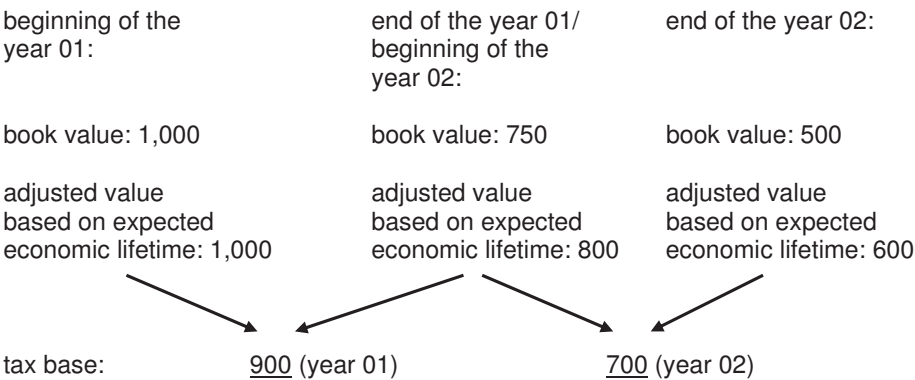 beginning of the
year 01:
end of the year 01/
beginning of the
year 02:
end of the year 02:
book value: 1,000
book value: 750
book value: 500
adjusted value
based on expected
economic lifetime: 1,000
adjusted value
based on expected
economic lifetime: 800
adjusted value
based on expected
economic lifetime: 600
tax base:
900 (year 01)
700 (year 02)